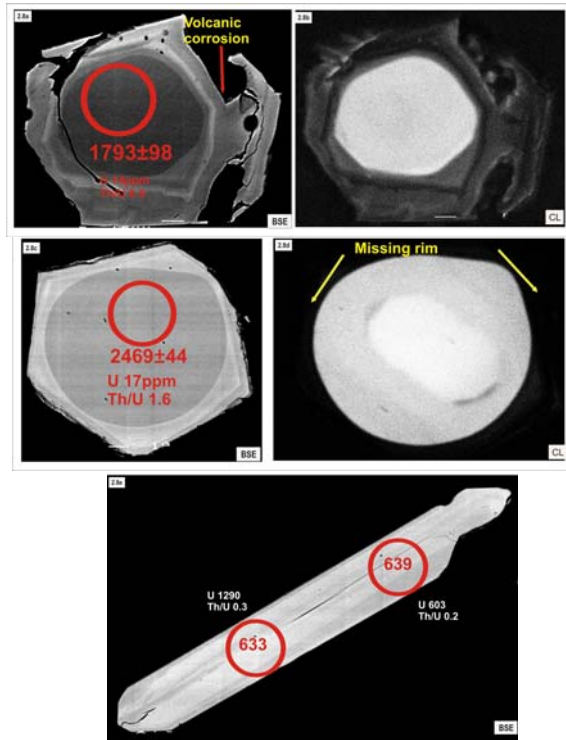 2.8a
Volcanic
corrosion
1793±98
BSE
2.8b
CL
2.8c
2469±44
U 17ppm
Th/U 1.6
BSE
2.8d
Missing rim
CL
2.8e
639
U 1290
Th/U 0.3
U 603
Th/U 0.2
633
BSE